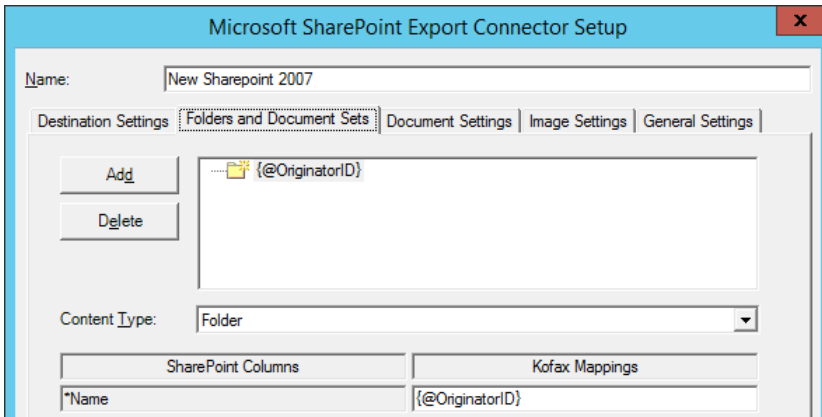 Microsoft SharePoint Export Connector Setup
x
Name: New Sharepoint 2007
Destination Settings Folders and Document Sets Document Settings Image Settings General Settings
Add {@OriginatorID}
Delete
Content Type: Folder
SharePoint Columns Kofax Mappings
*Name {@OriginatorID}